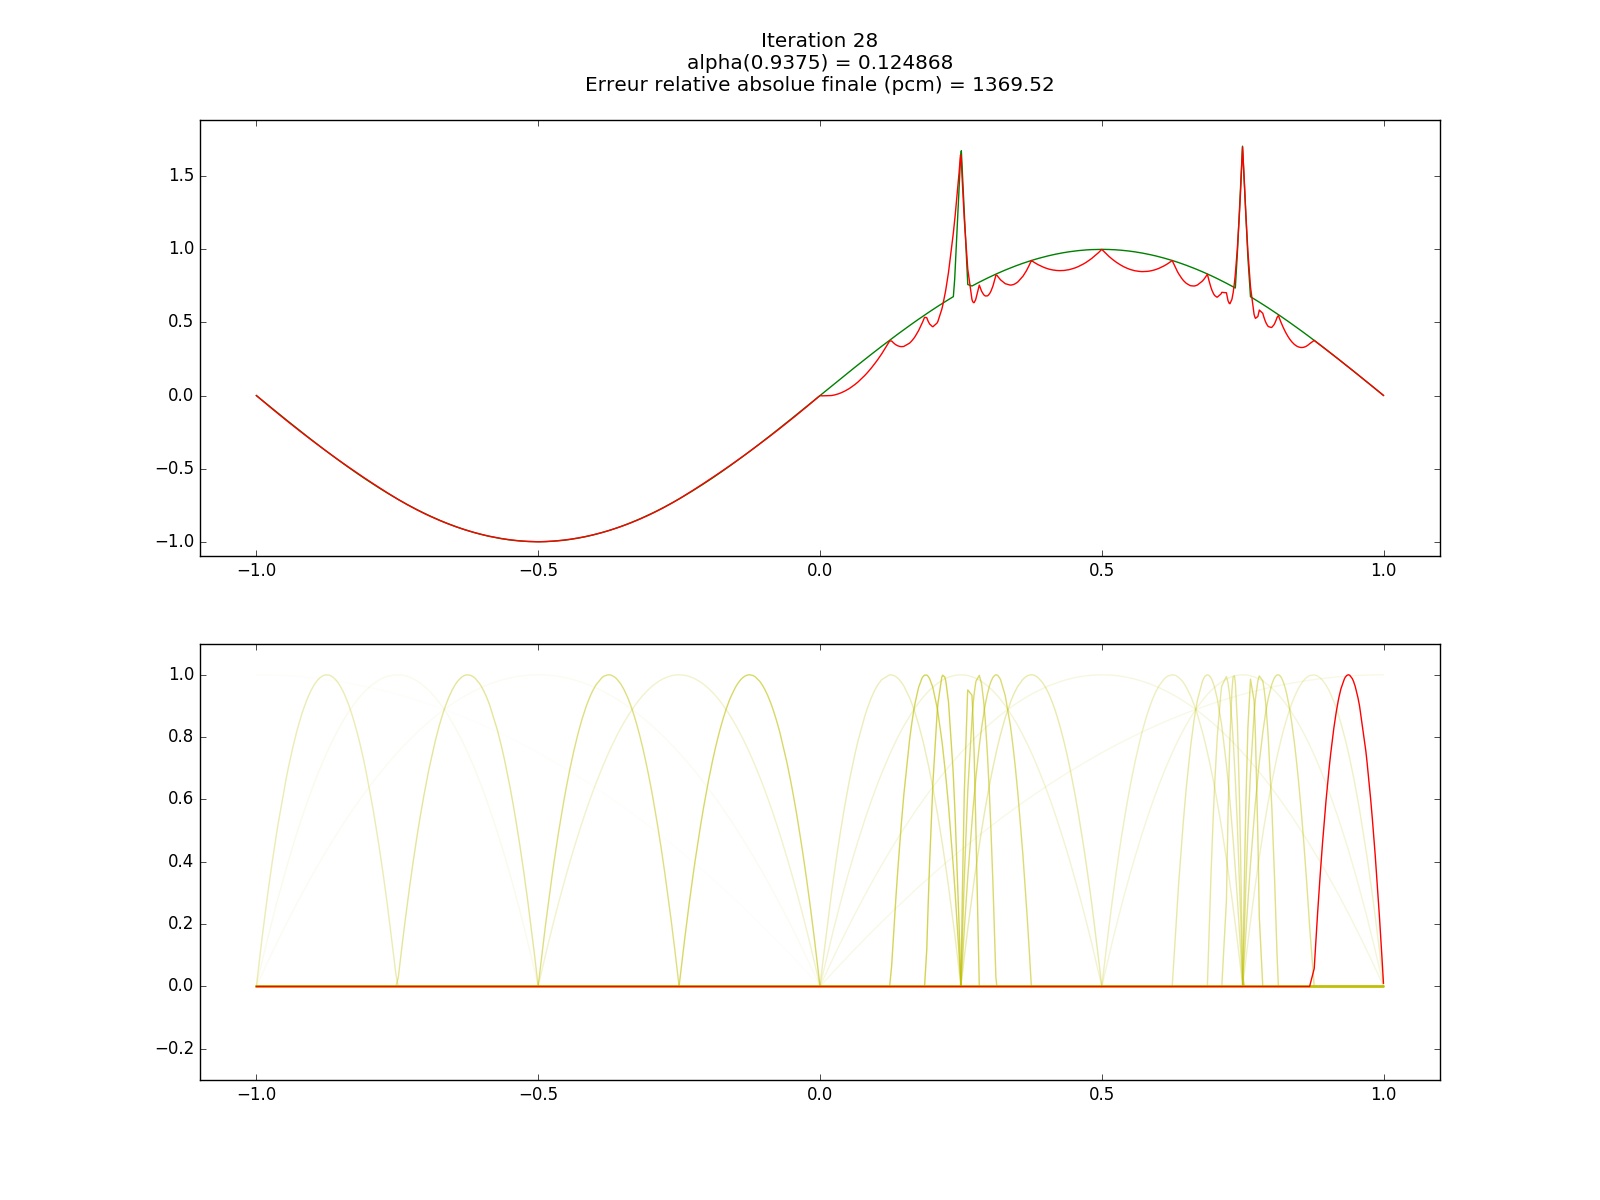 Iteration 28
alpha(0.9375) = 0.124868
Erreur relative absolue finale (pcm) = 1369.52
1.5
1.0
0.5
0.0
−0.5
−1.0
−1.0 −0.5 0.0 0.5 1.0
1.0
0.8
0.6
0.4
0.2
0.0
−0.2
−1.0 −0.5 0.0 0.5 1.0